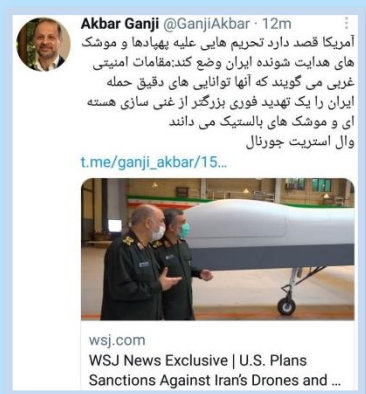 Akbar Ganji @GanjiAkbar · 12m
آمریکا قصد دارد تحریم هایی علیه پهپادها و موشک
های هدایت شونده ایران وضع کند:مقامات امنیتی
غربی می گویند که آنها توانایی های دقیق حمله
ایران را یک تهدید فوری بزرگتر از غنی سازی هسته
ای و موشک های بالستیک می دانند
وال استریت جورنال
t.me/ganji_akbar/15...
wsj.com
WSJ News Exclusive | U.S. Plans
Sanctions Against Iran's Drones and ...